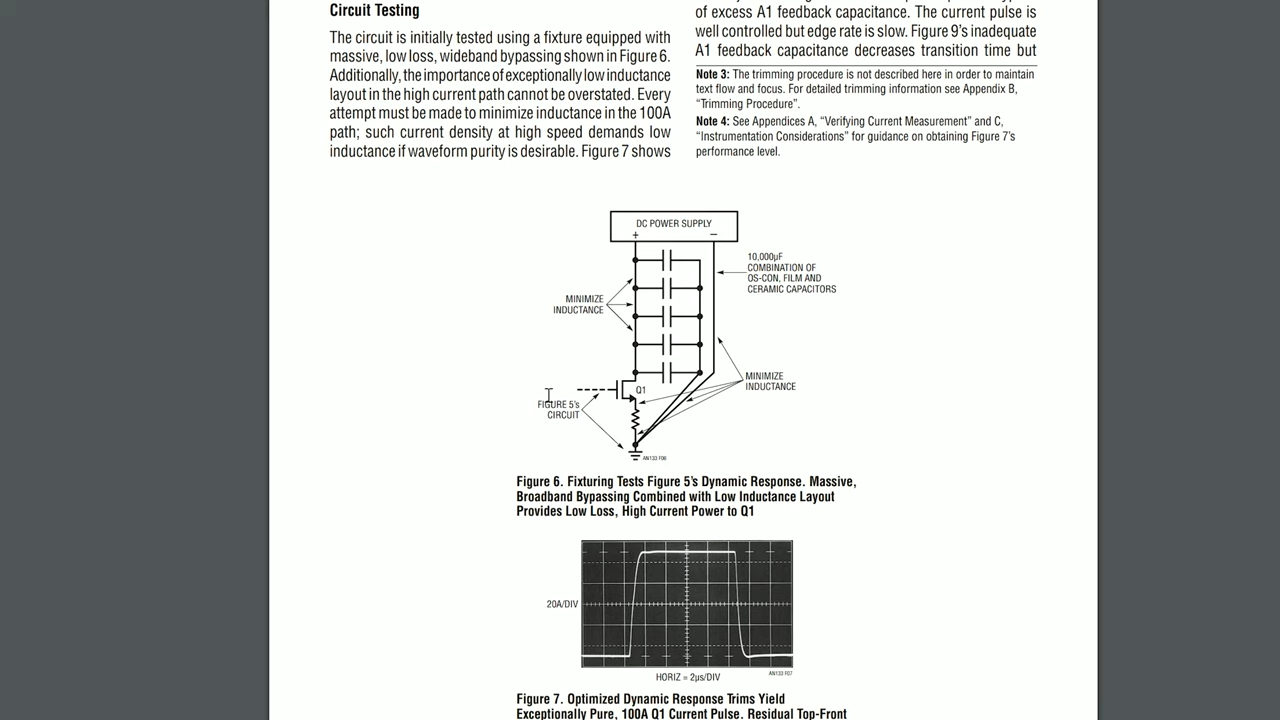 Circuit Testing
The circuit is initially tested using a fixture equipped with
massive, low loss, wideband bypassing shown in Figure 6.
Additionally, the importance of exceptionally low inductance
layout in the high current path cannot be overstated. Every
attempt must be made to minimize inductance in the 100A
path; such current density at high speed demands low
inductance if waveform purity is desirable. Figure 7 shows
of excess A1 feedback capacitance. The current pulse is
well controlled but edge rate is slow. Figure 9's inadequate
A1 feedback capacitance decreases transition time but
Note 3: The trimming procedure is not described here in order to maintain
text flow and focus. For detailed trimming information see Appendix B,
“Trimming Procedure”.
Note 4: See Appendices A, “Verifying Current Measurement” and C,
“Instrumentation Considerations” for guidance on obtaining Figure 7's
performance level.
DC POWER SUPPLY
+ –
10,000µF
COMBINATION OF
OS-CON, FILM AND
CERAMIC CAPACITORS
MINIMIZE
INDUCTANCE
MINIMIZE
INDUCTANCE
Q1
FIGURE 5's
CIRCUIT
AN133 F06
Figure 6. Fixturing Tests Figure 5's Dynamic Response. Massive,
Broadband Bypassing Combined with Low Inductance Layout
Provides Low Loss, High Current Power to Q1
20A/DIV
HORIZ = 2µs/DIV
AN133 F07
Figure 7. Optimized Dynamic Response Trims Yield
Exceptionally Pure, 100A Q1 Current Pulse. Residual Top-Front